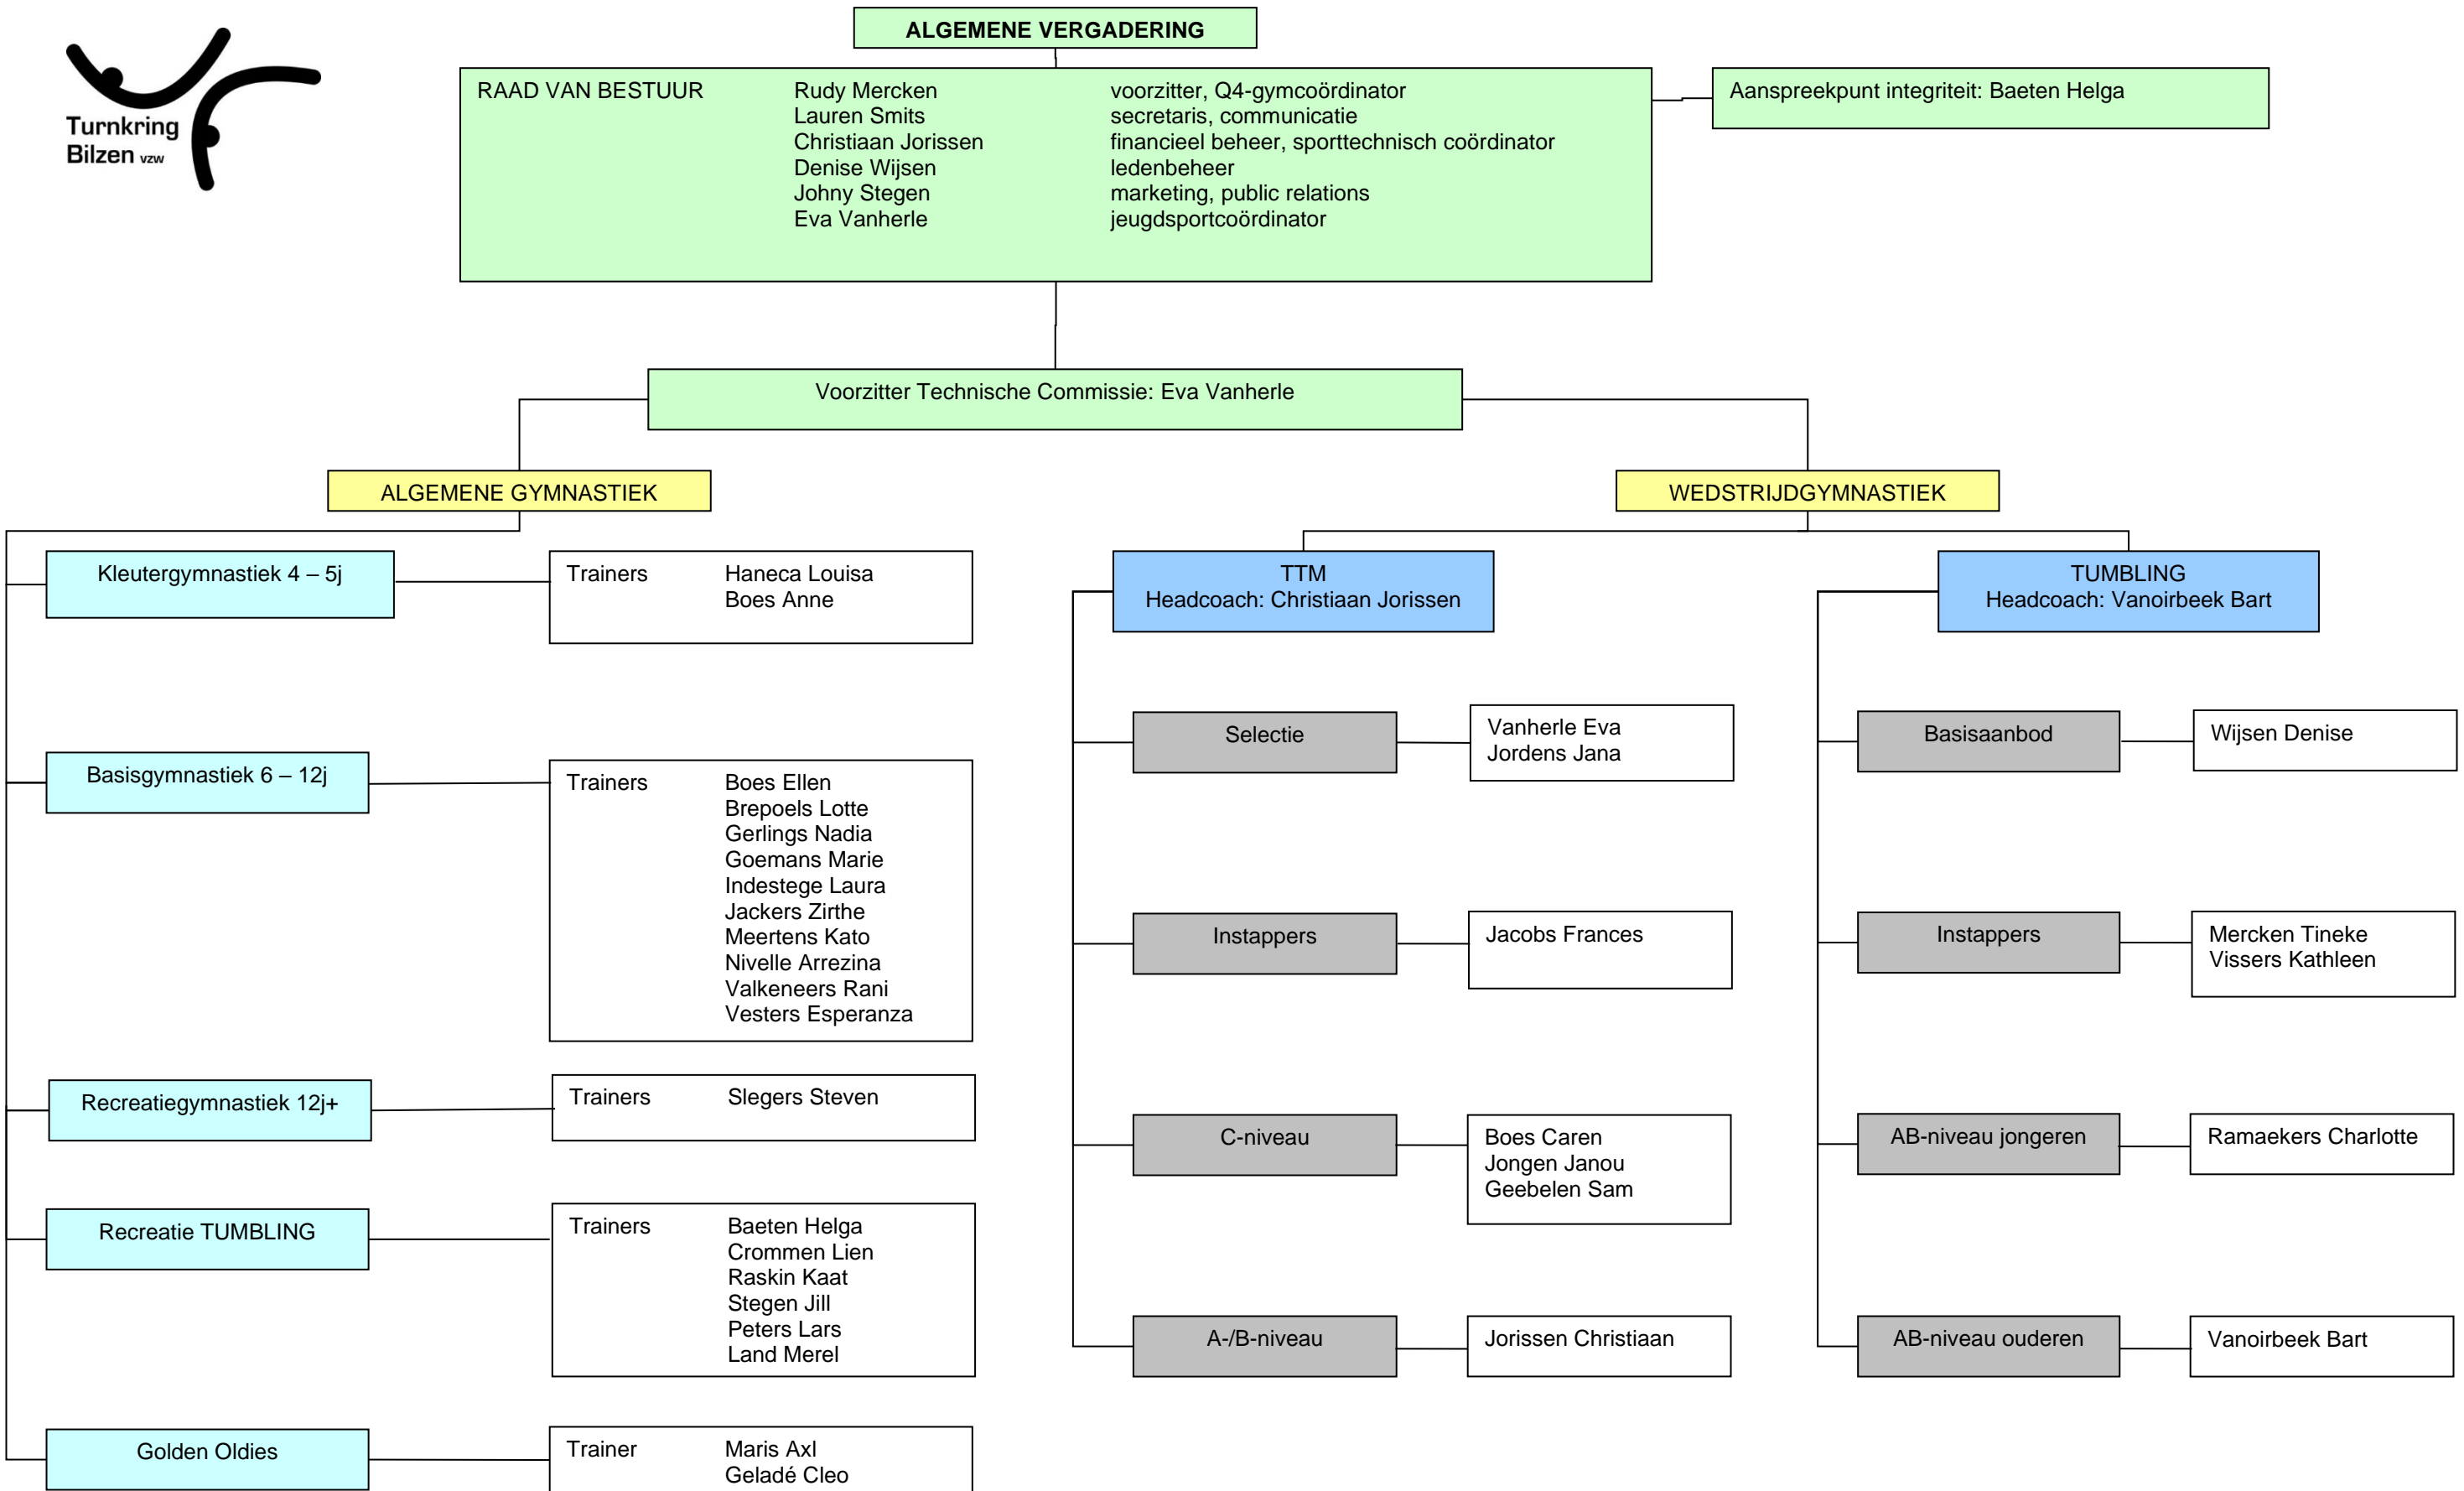 ALGEMENE VERGADERING
Turnkring
Bilzen vzw
RAAD VAN BESTUUR Rudy Mercken voorzitter, Q4-gymcoördinator
Lauren Smits secretaris, communicatie
Christiaan Jorissen financieel beheer, sporttechnisch coördinator
Denise Wijsen ledenbeheer
Johny Stegen marketing, public relations
Eva Vanherle jeugdsportcoördinator
Aanspreekpunt integriteit: Baeten Helga
Voorzitter Technische Commissie: Eva Vanherle
ALGEMENE GYMNASTIEK
Kleutergymnastiek 4 – 5j
Trainers Haneca Louisa
Boes Anne
Basisgymnastiek 6 – 12j
Trainers Boes Ellen
Brepoels Lotte
Gerlings Nadia
Goemans Marie
Indestege Laura
Jackers Zirthe
Meertens Kato
Nivelle Arrezina
Valkeneers Rani
Vesters Esperanza
Recreatiegymnastiek 12j+
Trainers Slegers Steven
Recreatie TUMBLING
Trainers Baeten Helga
Crommen Lien
Raskin Kaat
Stegen Jill
Peters Lars
Land Merel
Golden Oldies
Trainer Maris Axl
Geladé Cleo
WEDSTRIJDGYMNASTIEK
TTM
Headcoach: Christiaan Jorissen
Selectie
Vanherle Eva
Jordens Jana
Instappers
Jacobs Frances
C-niveau
Boes Caren
Jongen Janou
Geebelen Sam
A-/B-niveau
Jorissen Christiaan
TUMBLING
Headcoach: Vanoirbeek Bart
Basisaanbod
Wijsen Denise
Instappers
Mercken Tineke
Vissers Kathleen
AB-niveau jongeren
Ramaekers Charlotte
AB-niveau ouderen
Vanoirbeek Bart